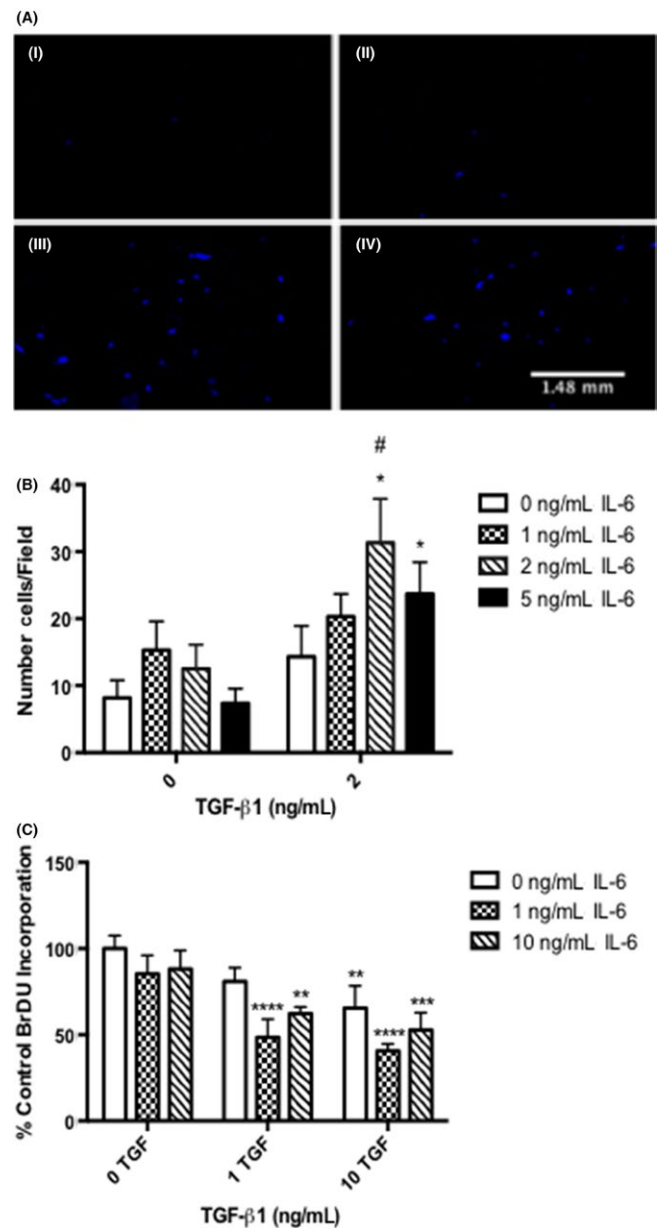 (A)
(I)
(II)
(III)
(IV)
1.48 mm
(B)
#
*
*
40
30
20
10
0
Number cells/Field
0
2
TGF-β1 (ng/mL)
0 ng/mL IL-6
1 ng/mL IL-6
2 ng/mL IL-6
5 ng/mL IL-6
(C)
150
100
50
0
% Control BrDU Incorporation
****
**
**
****
***
0 TGF
1 TGF
10 TGF
TGF-β1 (ng/mL)
0 ng/mL IL-6
1 ng/mL IL-6
10 ng/mL IL-6